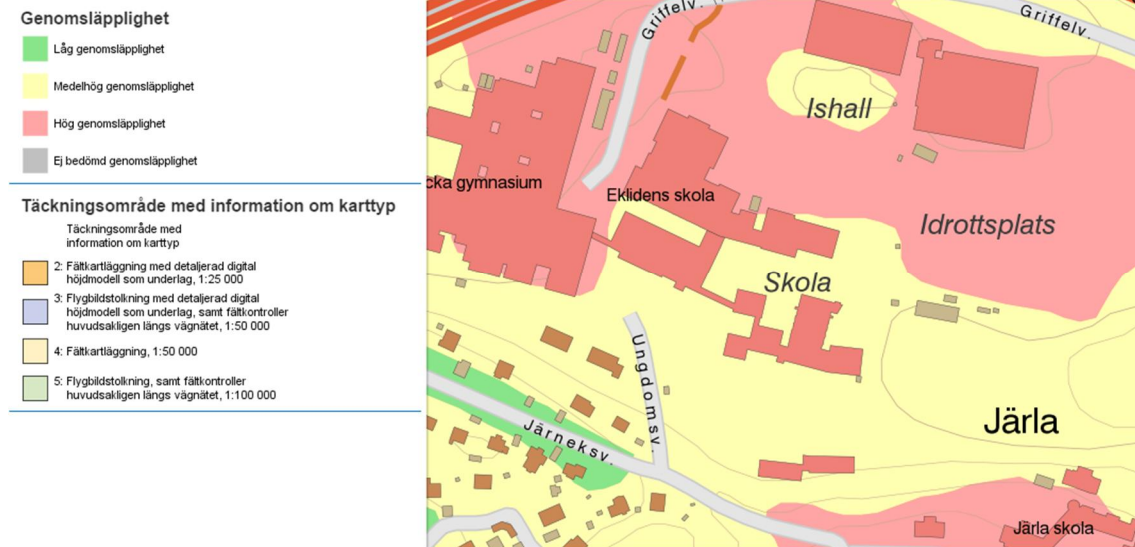 Genomsläpplighet
Låg genomsläpplighet
Medelhög genomsläpplighet
Hög genomsläpplighet
Ej bedömd genomsläpplighet
Täckningsområde med information om karttyp
Täckningsområde med
information om karttyp
2: Fältkartläggning med detaljerad digital
höjdmodell som underlag, 1:25 000
3: Flygbildstolkning med detaljerad digital
höjdmodell som underlag, samt fältkontroller
huvudsakligen längs vägnätet, 1:50 000
4: Fältkartläggning, 1:50 000
5: Flygbildstolkning, samt fältkontroller
huvudsakligen längs vägnätet, 1:100 000
Griffelv.
Griffelv.
Ishall
cka gymnasium
Eklidens skola
Idrottsplats
Skola
Ungdomsv.
Järla
Järneksv.
Järla skola